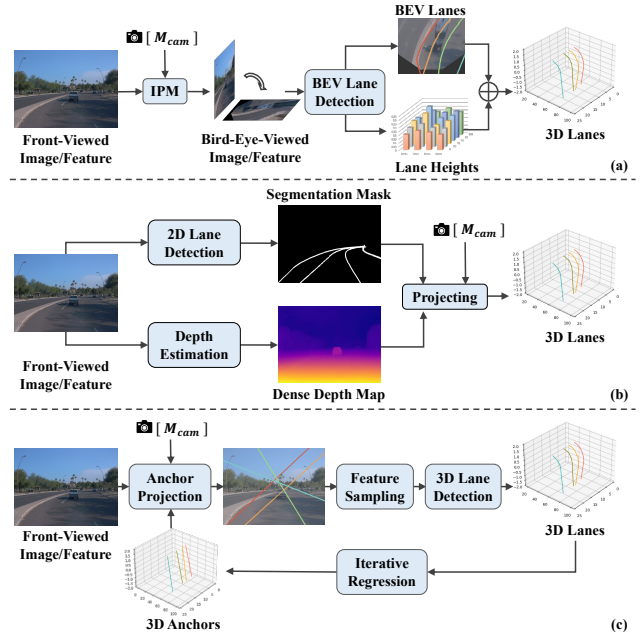 [ M_cam ]
BEV Lanes
IPM
BEV Lane
Detection
Front-Viewed
Image/Feature
Bird-Eye-Viewed
Image/Feature
Lane Heights
3D Lanes
(a)
Segmentation Mask
2D Lane
Detection
[ M_cam ]
Projecting
Depth
Estimation
Front-Viewed
Image/Feature
Dense Depth Map
3D Lanes
(b)
[ M_cam ]
Anchor
Projection
Feature
Sampling
3D Lane
Detection
Front-Viewed
Image/Feature
3D Lanes
Iterative
Regression
3D Anchors
(c)